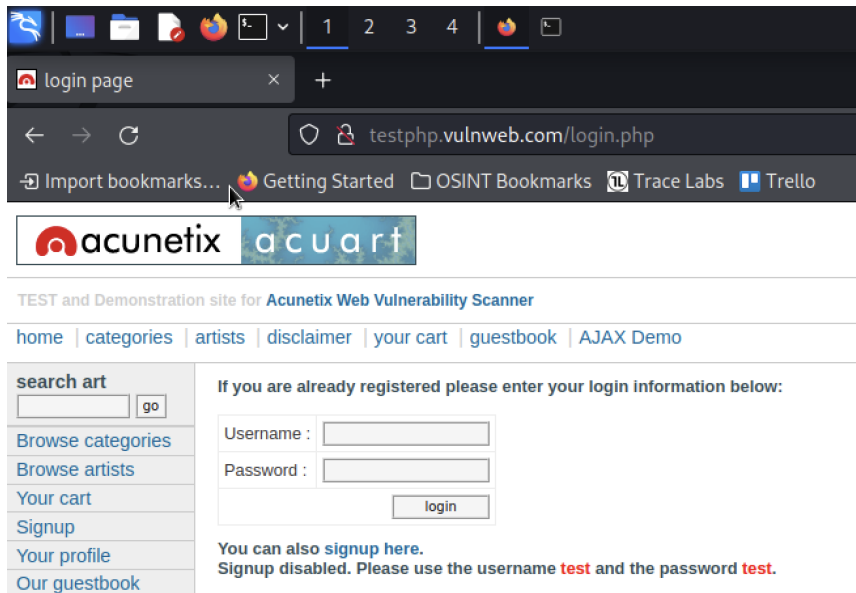 1 2 3 4
login page
testphp.vulnweb.com/login.php
Import bookmarks... Getting Started OSINT Bookmarks Trace Labs Trello
acunetix acuart
TEST and Demonstration site for Acunetix Web Vulnerability Scanner
home | categories | artists | disclaimer | your cart | guestbook | AJAX Demo
search art
go
Browse categories
Browse artists
Your cart
Signup
Your profile
Our guestbook
If you are already registered please enter your login information below:
Username :
Password :
login
You can also signup here.
Signup disabled. Please use the username test and the password test.